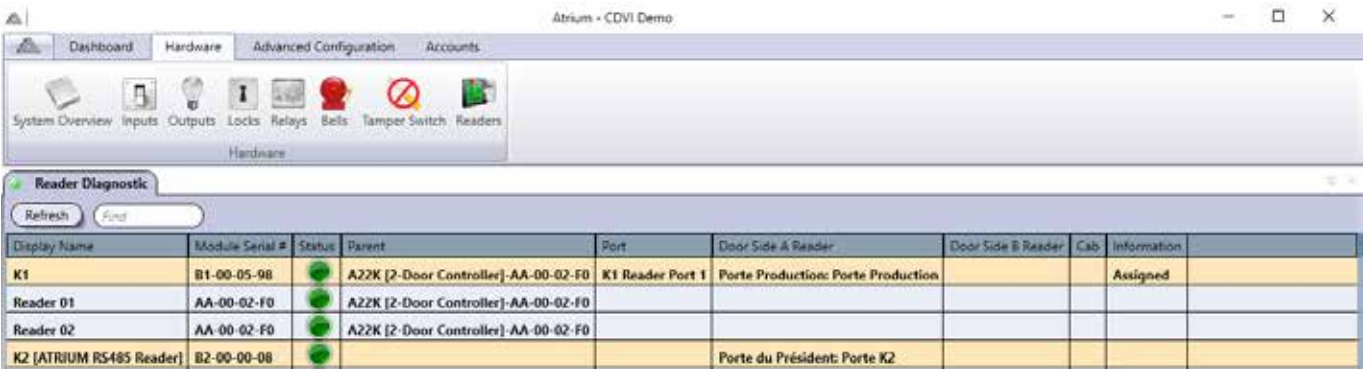 Atrium - CDVI Demo
Dashboard Hardware Advanced Configuration Accounts
System Overview Inputs Outputs Locks Relays Bells Tamper Switch Readers
Hardware
Reader Diagnostic
Refresh Find
Display Name Module Serial # Status Parent Port Door Side A Reader Door Side B Reader Cab Information
K1 B1-00-05-98 A22K [2-Door Controller]-AA-00-02-F0 K1 Reader Port 1 Porte Production: Porte Production Assigned
Reader 01 AA-00-02-F0 A22K [2-Door Controller]-AA-00-02-F0
Reader 02 AA-00-02-F0 A22K [2-Door Controller]-AA-00-02-F0
K2 [ATRIUM RS485 Reader] B2-00-00-08 Porte du Président: Porte K2